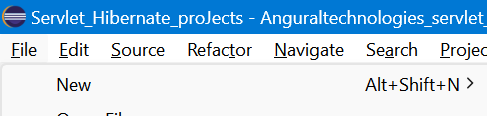 Servlet_Hibernate_proJects - Anguraltechnologies_servlet_
File Edit Source Refactor Navigate Search Projec
New Alt+Shift+N >